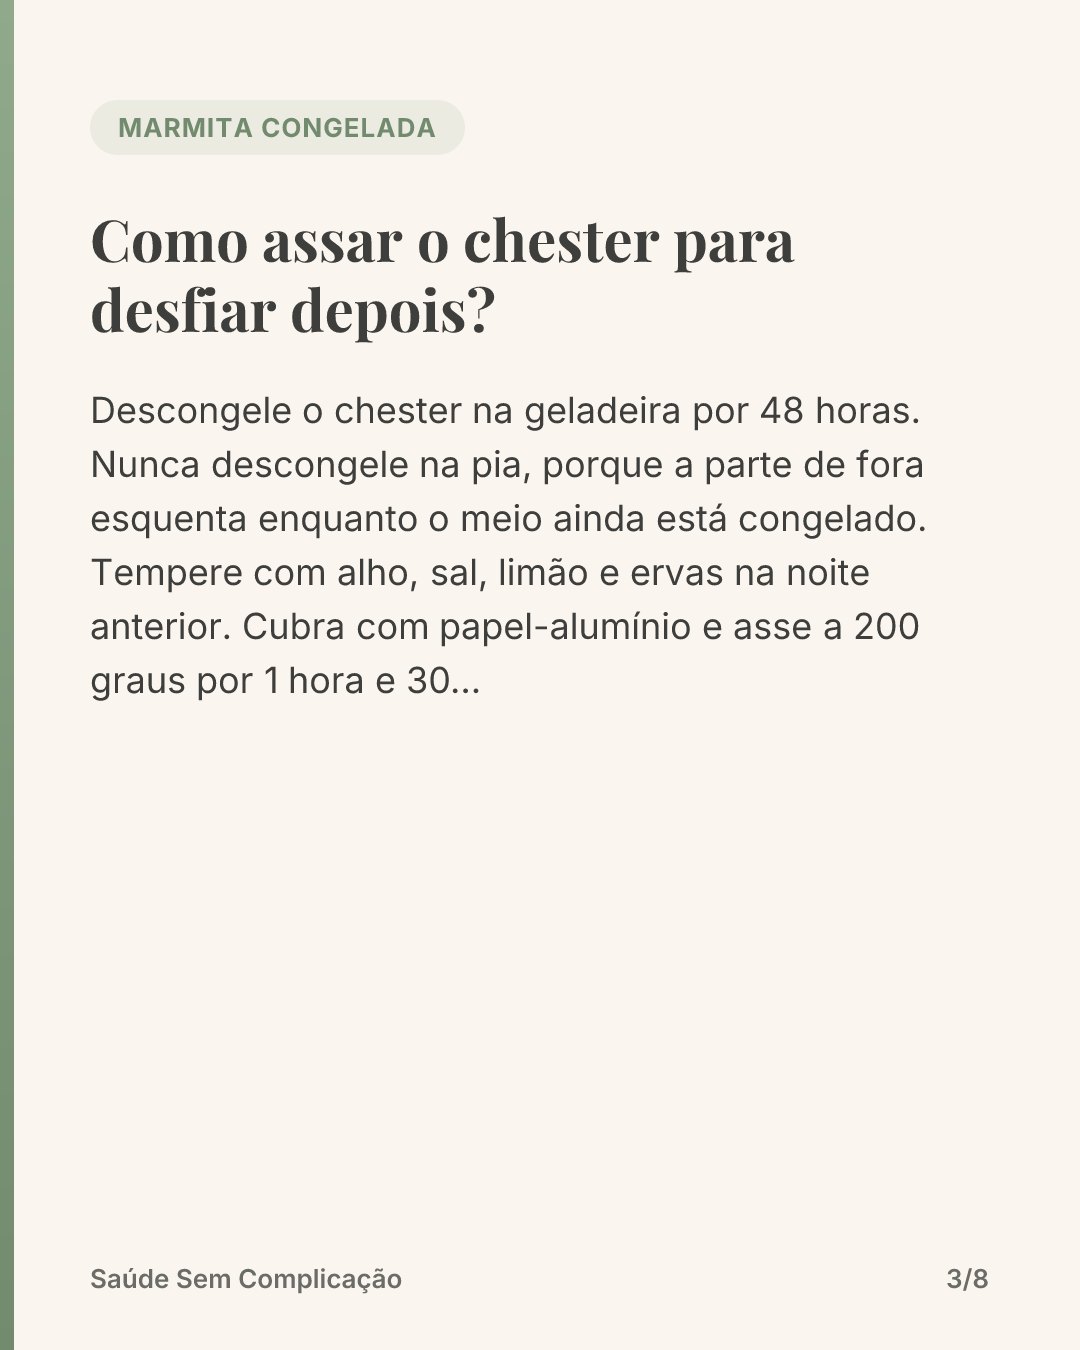 MARMITA CONGELADA
Como assar o chester para
desfiar depois?
Descongele o chester na geladeira por 48 horas.
Nunca descongele na pia, porque a parte de fora
esquenta enquanto o meio ainda está congelado.
Tempere com alho, sal, limão e ervas na noite
anterior. Cubra com papel-alumínio e asse a 200
graus por 1 hora e 30...
Saúde Sem Complicação
3/8